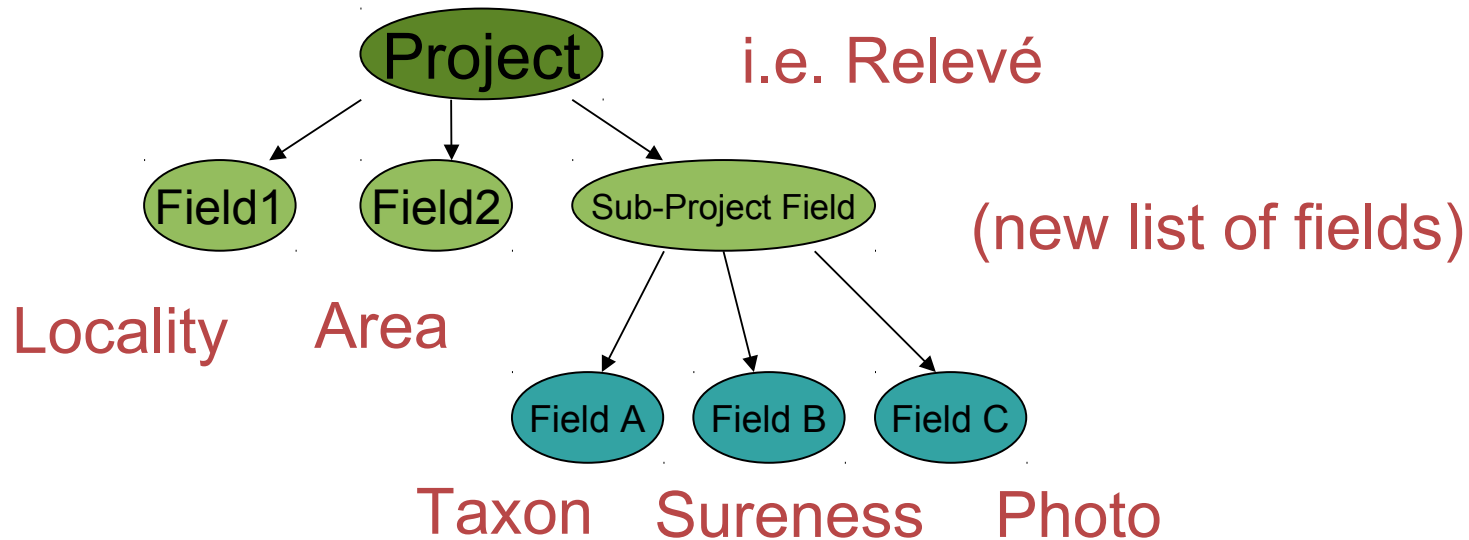 Project
i.e. Relevé
Field1
Field2
Sub-Project Field
(new list of fields)
Locality
Area
Field A
Field B
Field C
Taxon
Sureness
Photo